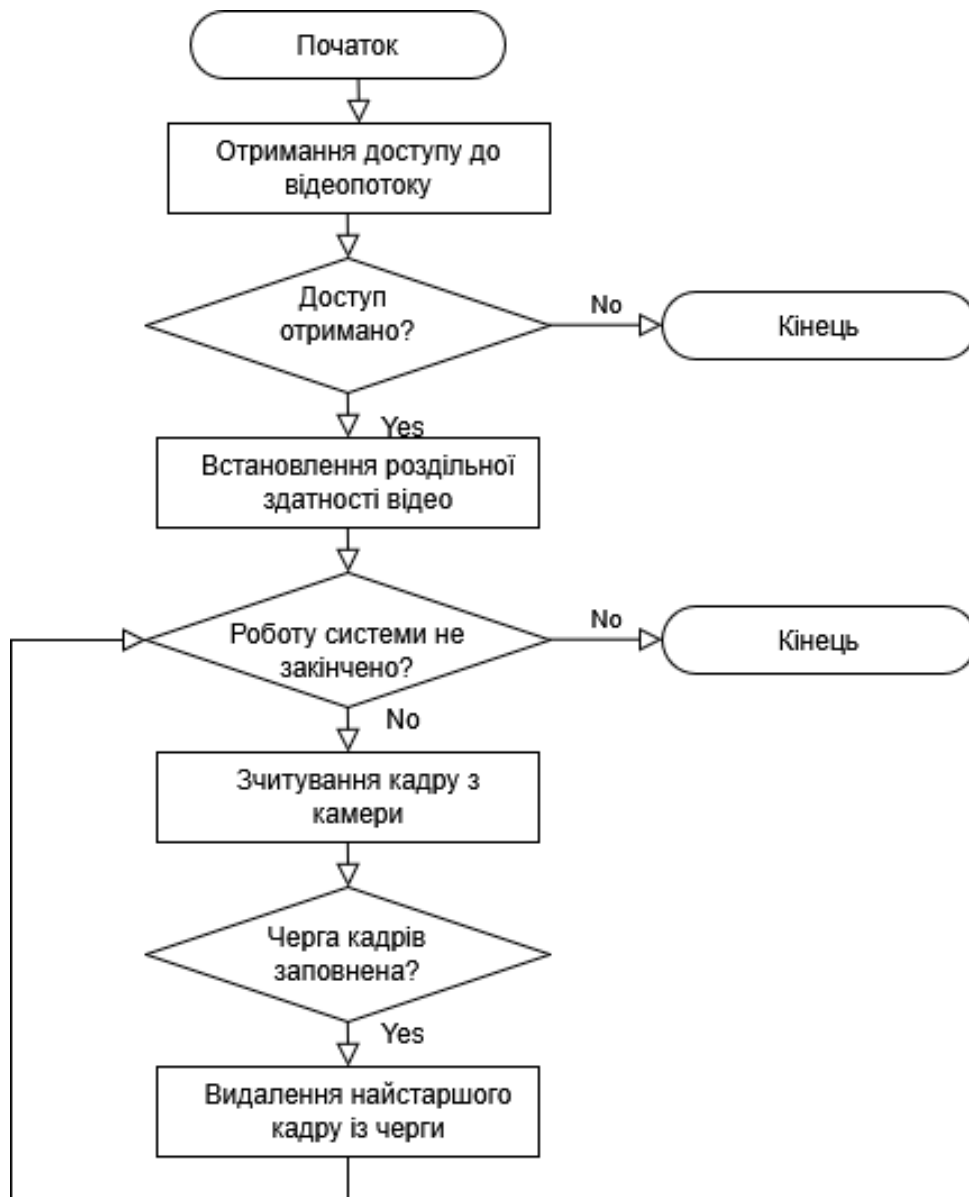 Початок
Отримання доступу до
відеопотоку
Доступ
отримано?
No
Кінець
Yes
Встановлення роздільної
здатності відео
Роботу системи не
закінчено?
No
Кінець
No
Зчитування кадру з
камери
Черга кадрів
заповнена?
Yes
Видалення найстаршого
кадру із черги